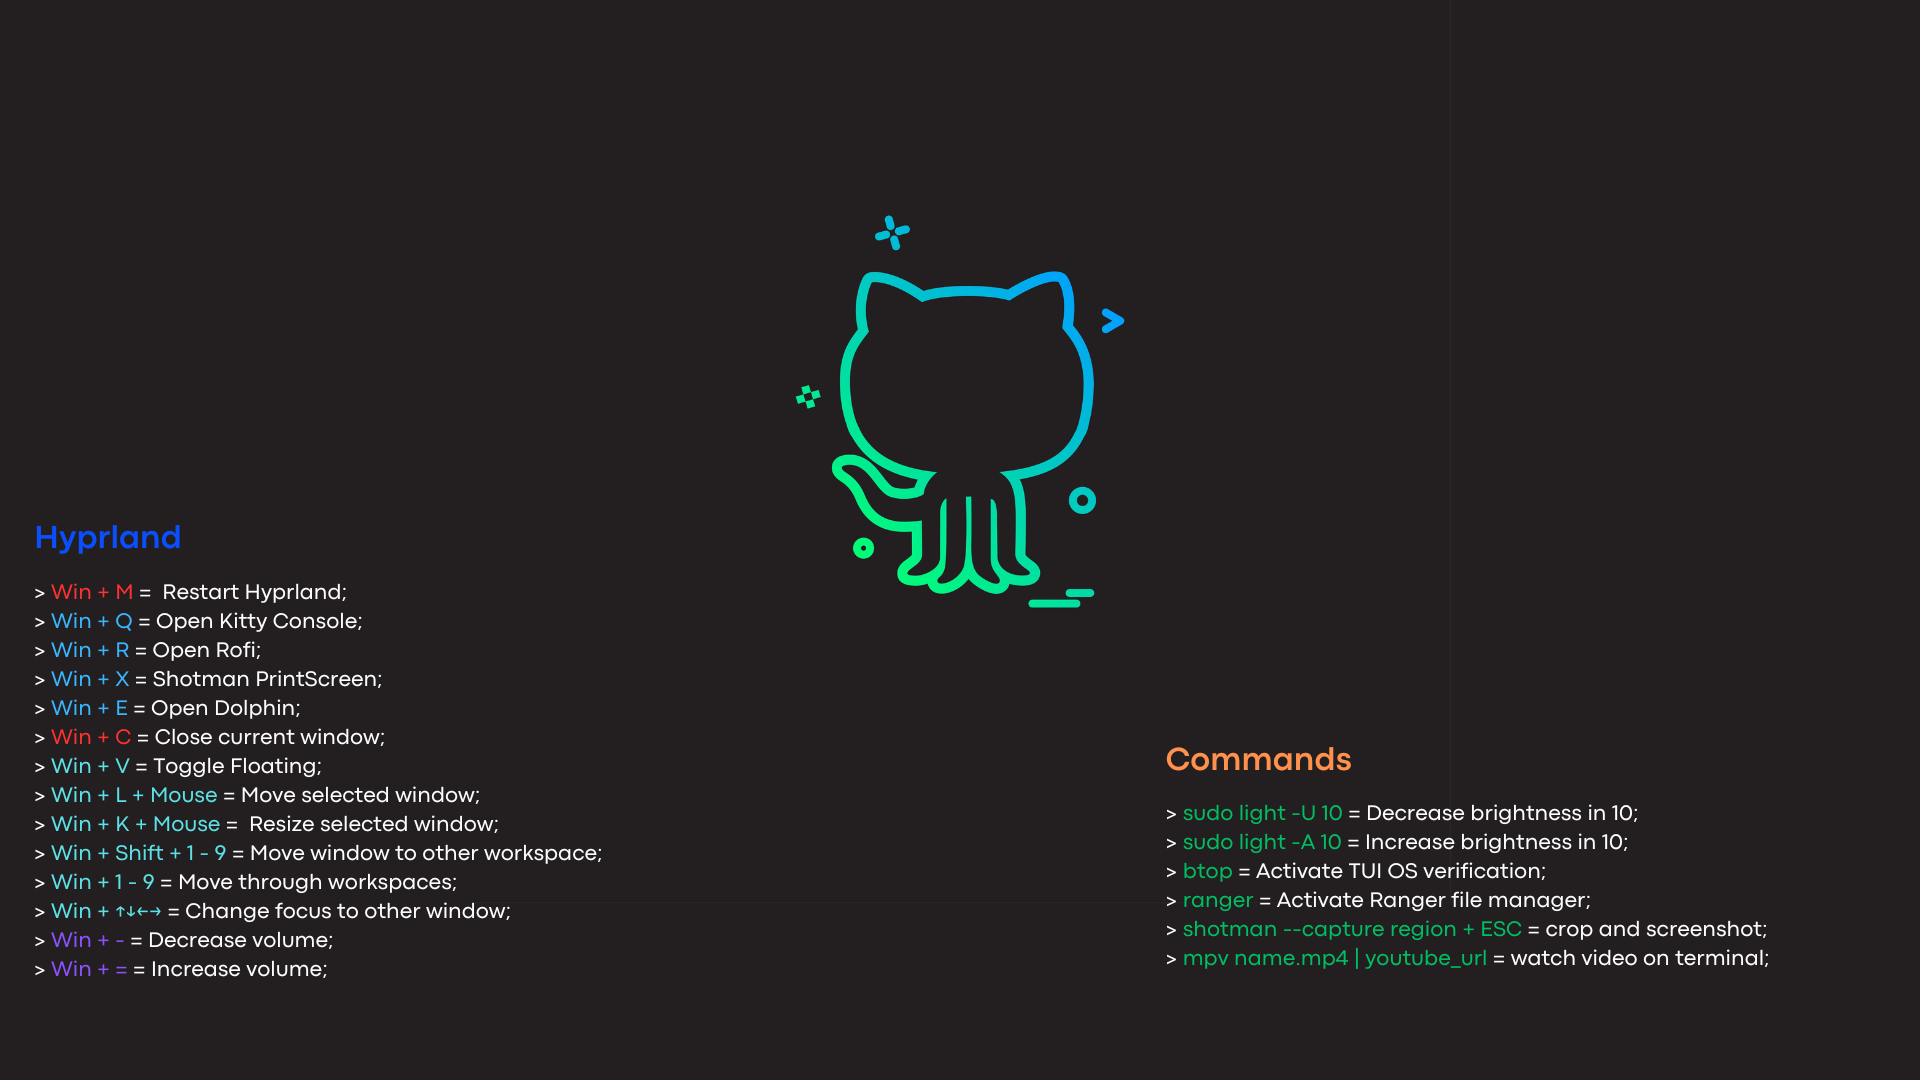 Hyprland
> Win + M =  Restart Hyprland;
> Win + Q = Open Kitty Console;
> Win + R = Open Rofi;
> Win + X = Shotman PrintScreen;
> Win + E = Open Dolphin;
> Win + C = Close current window;
> Win + V = Toggle Floating;
> Win + L + Mouse = Move selected window;
> Win + K + Mouse =  Resize selected window;
> Win + Shift + 1 - 9 = Move window to other workspace;
> Win + 1 - 9 = Move through workspaces;
> Win + ↑↓←→ = Change focus to other window;
> Win + - = Decrease volume;
> Win + = = Increase volume;
Commands
> sudo light -U 10 = Decrease brightness in 10;
> sudo light -A 10 = Increase brightness in 10;
> btop = Activate TUI OS verification;
> ranger = Activate Ranger file manager;
> shotman --capture region + ESC = crop and screenshot;
> mpv name.mp4 | youtube_url = watch video on terminal;